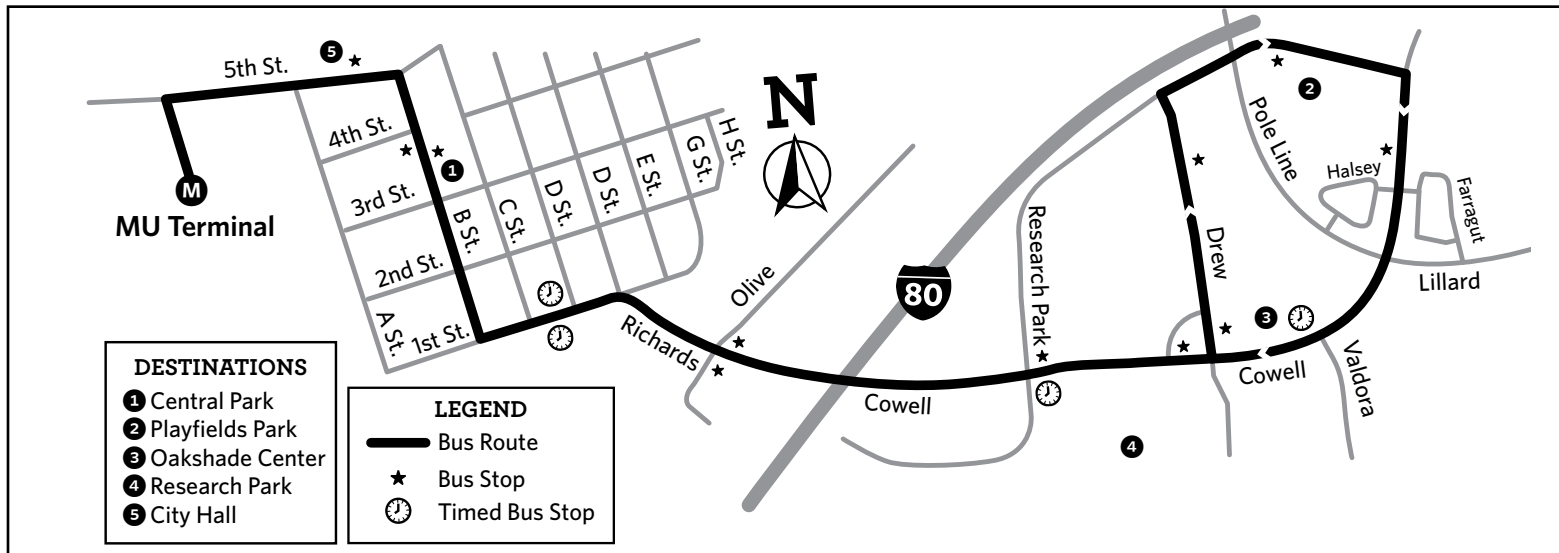 5
5th St.
M
MU Terminal
4th St.
3rd St.
2nd St.
1st St.
A St.
1
B St.
C St.
D St.
D St.
E St.
G St.
H St.
N
Richards
Olive
80
Cowell
Research Park
4
Drew
Pole Line
2
Halsey
Farragut
Lillard
3
Cowell
Valdora
DESTINATIONS
1 Central Park
2 Playfields Park
3 Oakshade Center
4 Research Park
5 City Hall
LEGEND
Bus Route
Bus Stop
Timed Bus Stop